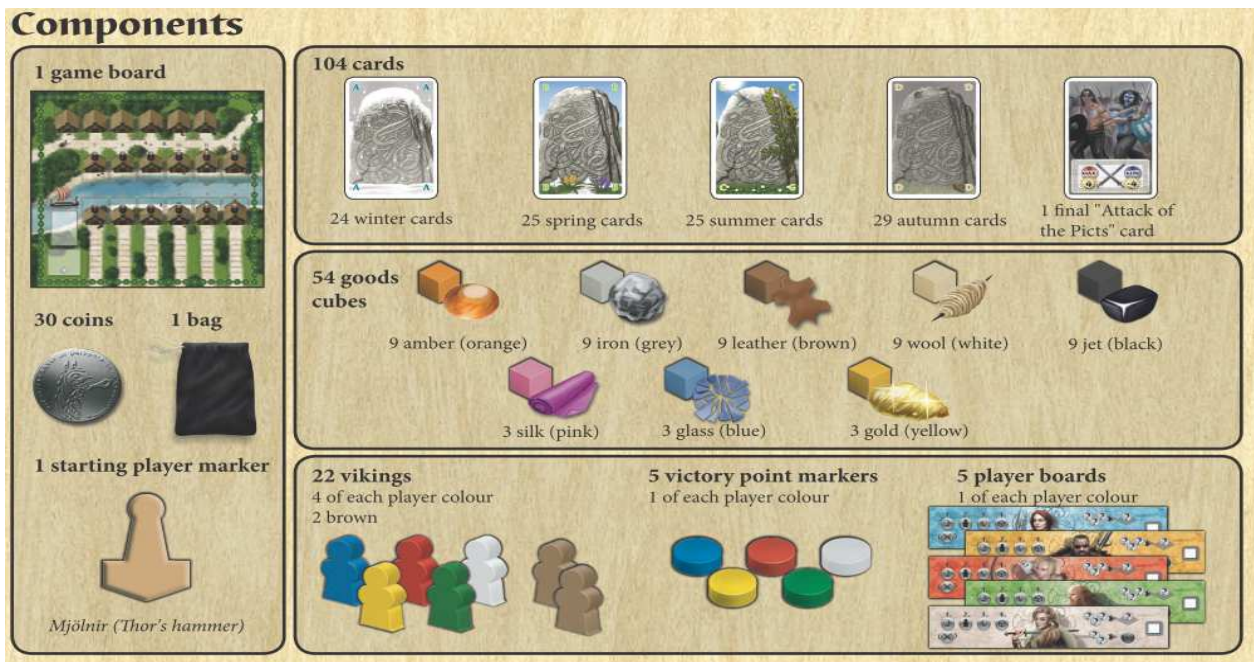 Components
1 game board
30 coins
1 bag
1 starting player marker
Mjölnir (Thor's hammer)
104 cards
A A
A A
24 winter cards
B B
B B
25 spring cards
C
C C
25 summer cards
D D
D D
29 autumn cards
1 final "Attack of
the Picts" card
54 goods
cubes
9 amber (orange)
9 iron (grey)
9 leather (brown)
9 wool (white)
9 jet (black)
3 silk (pink)
3 glass (blue)
3 gold (yellow)
22 vikings
4 of each player colour
2 brown
5 victory point markers
1 of each player colour
5 player boards
1 of each player colour